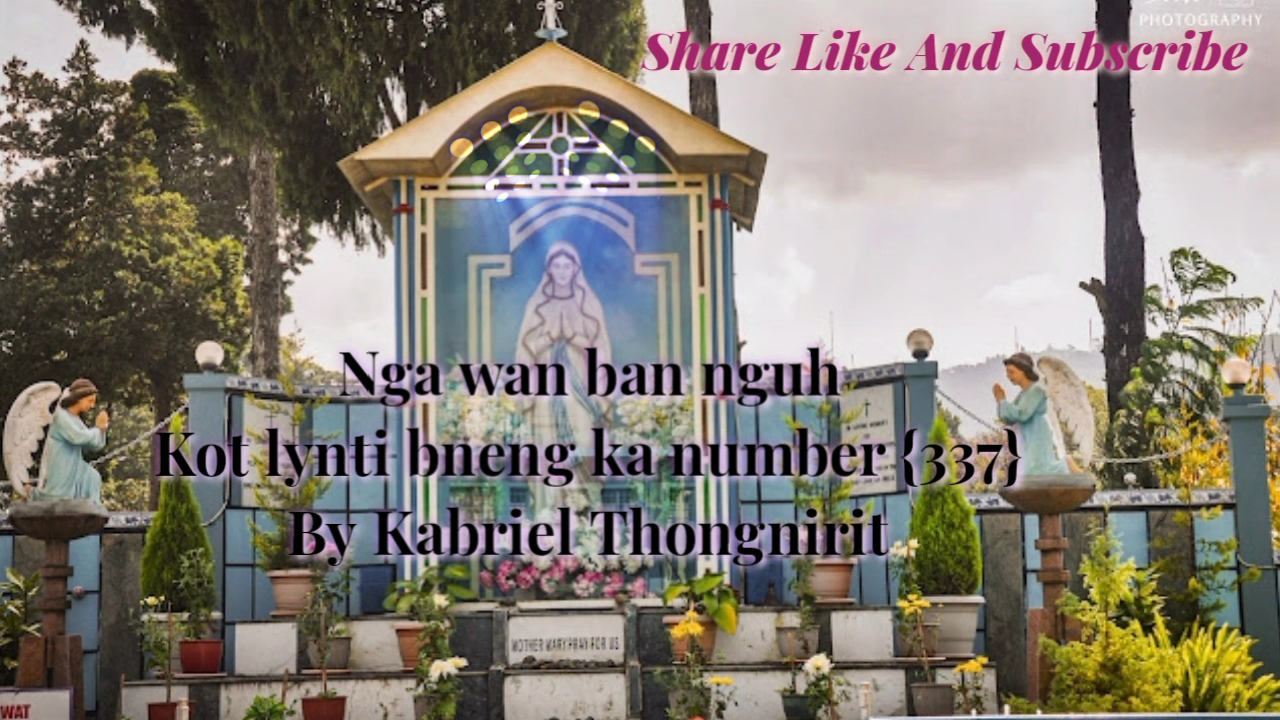 PHOTOGRAPHY
Share Like And Subscribe
Nga wan ban nguh
Kot lynti bneng ka number {337}
By Kabriel Thongnirit
MOTHER MARY PRAY FOR US
WAT